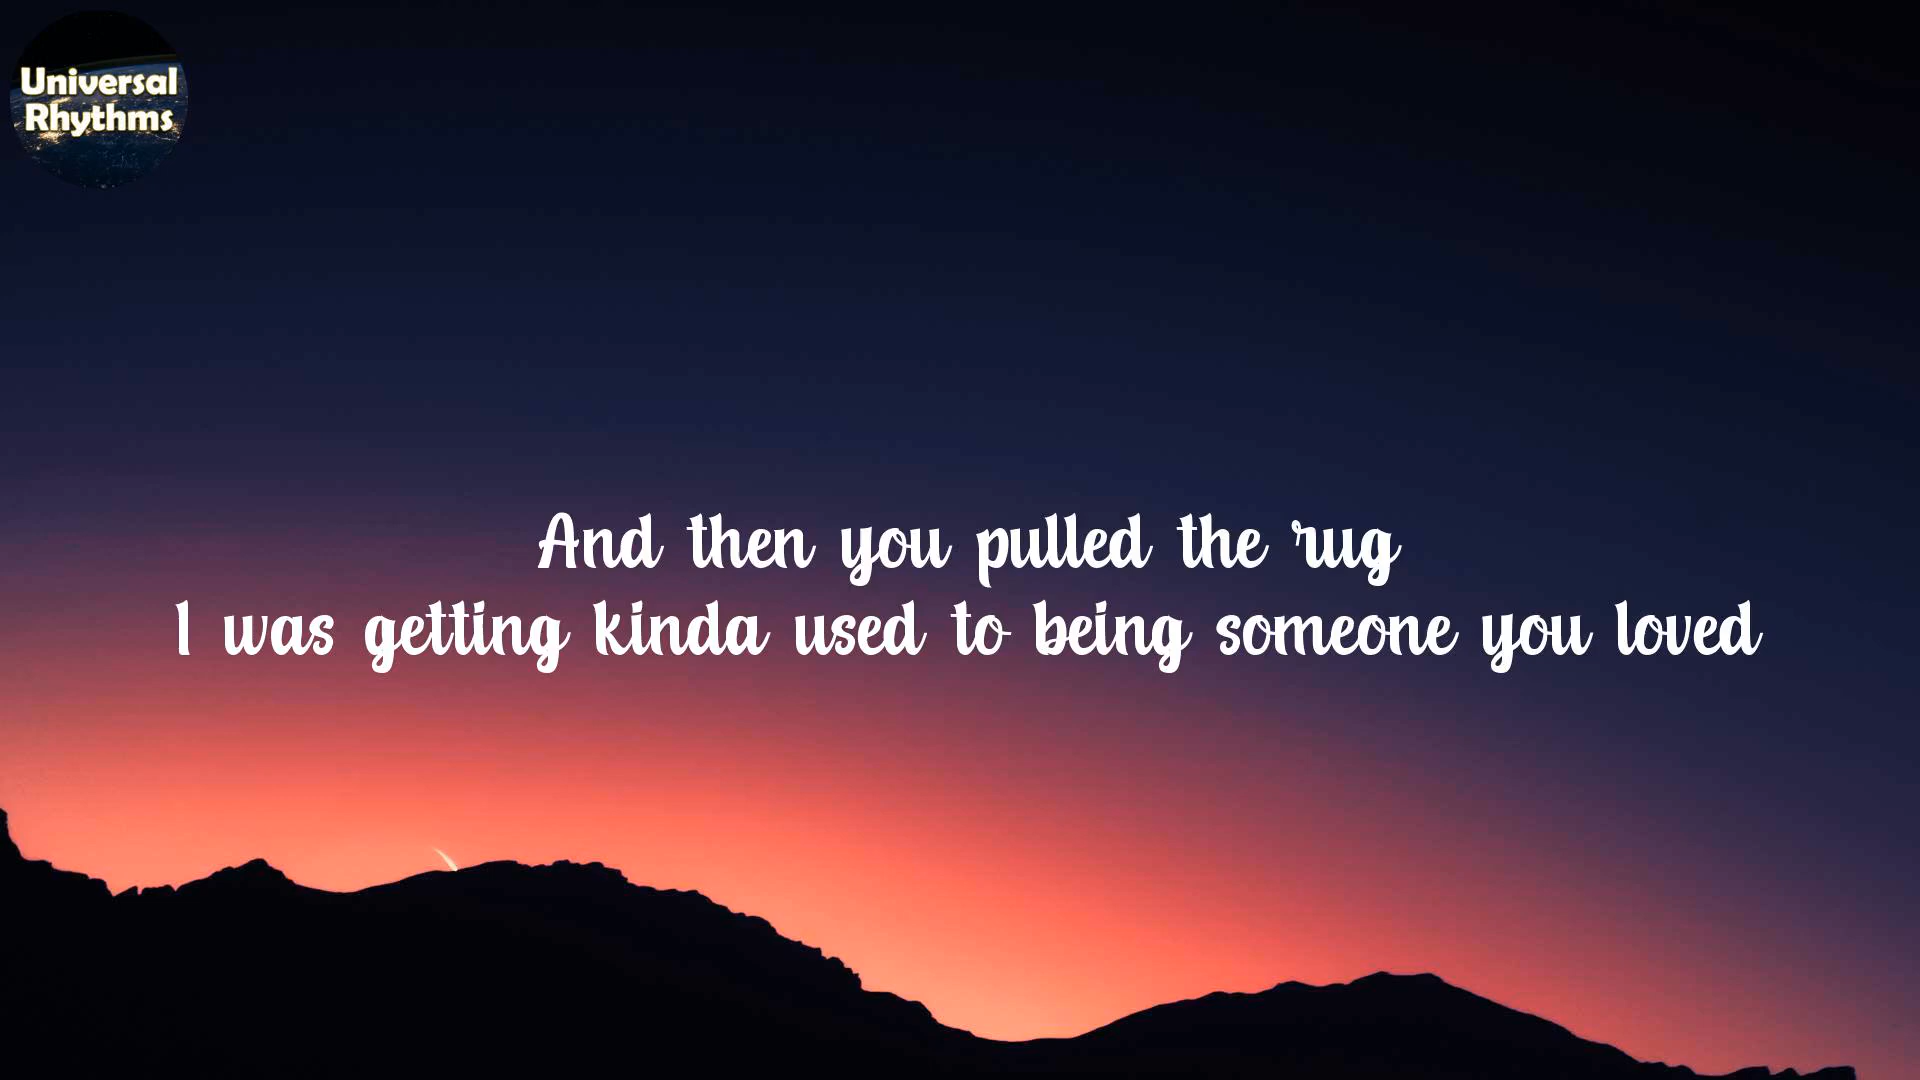 Universal
Rhythms
And then you pulled the rug
I was getting kinda used to being someone you loved